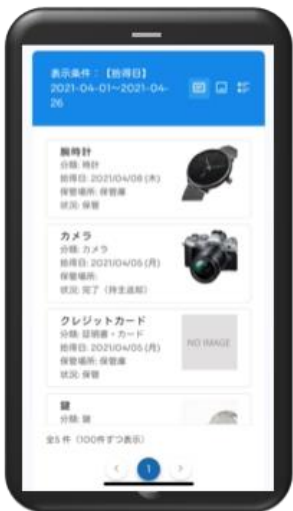 表示条件：【拾得日】
2021-04-01～2021-04-
26
腕時計
分類: 時計
拾得日: 2021/04/08 (木)
保管場所: 保管庫
状況: 保管
カメラ
分類: カメラ
拾得日: 2021/04/05 (月)
保管場所:
状況: 完了（持主返却）
クレジットカード
分類: 証明書・カード
拾得日: 2021/04/05 (月)
保管場所: 保管庫
状況: 保管
NO IMAGE
鍵
分類: 鍵
全5 件（100件ずつ表示）
1